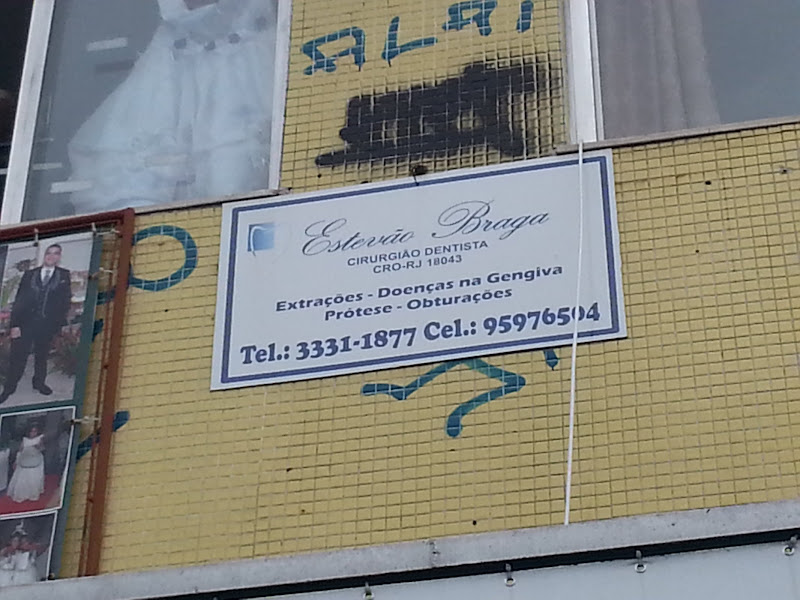 Estevão Braga
CIRURGIÃO DENTISTA
CRO-RJ 18043
Extrações - Doenças na Gengiva
Prótese - Obturações
Tel.: 3331-1877 Cel.: 95976504